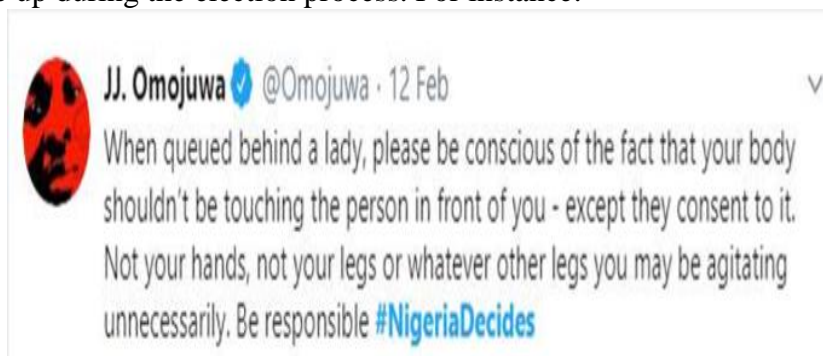 up during the election process. For instance:
JJ. Omojuwa @Omojuwa · 12 Feb
When queued behind a lady, please be conscious of the fact that your body
shouldn't be touching the person in front of you - except they consent to it.
Not your hands, not your legs or whatever other legs you may be agitating
unnecessarily. Be responsible #NigeriaDecides